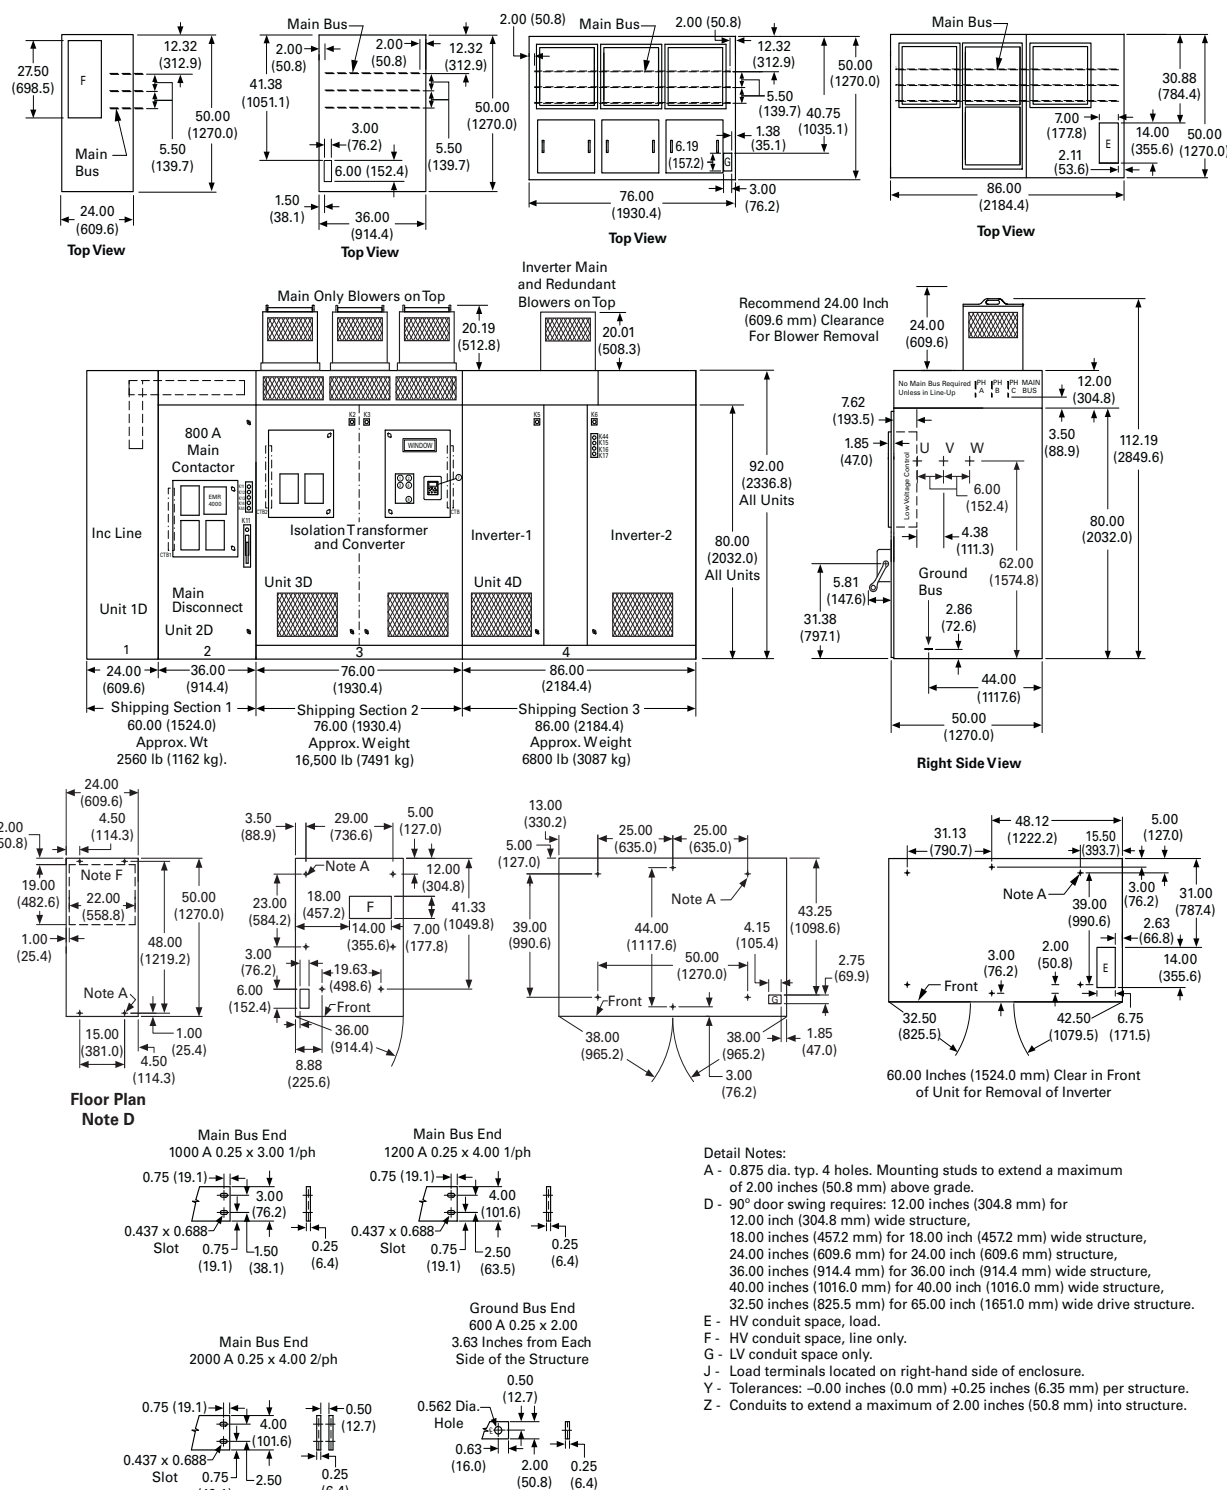 Main Bus
2.00 (50.8)
Main Bus
2.00 (50.8)
Main Bus
27.50
(698.5)
F
12.32
(312.9)
50.00
(1270.0)
5.50
(139.7)
Main
Bus
24.00
(609.6)
Top View
2.00
(50.8)
2.00
(50.8)
12.32
(312.9)
41.38
(1051.1)
50.00
(1270.0)
3.00
(76.2)
5.50
(139.7)
6.00 (152.4)
1.50
(38.1)
36.00
(914.4)
Top View
12.32
(312.9)
50.00
(1270.0)
5.50
(139.7)
40.75
(1035.1)
1.38
(35.1)
6.19
(157.2)
G
3.00
(76.2)
76.00
(1930.4)
Top View
30.88
(784.4)
7.00
(177.8)
14.00
(355.6)
50.00
(1270.0)
E
2.11
(53.6)
86.00
(2184.4)
Top View
Main Only Blowers on Top
20.19
(512.8)
Inverter Main
and Redundant
Blowers on Top
20.01
(508.3)
Recommend 24.00 Inch
(609.6 mm) Clearance
For Blower Removal
24.00
(609.6)
Inc Line
Unit 1D
1
800 A
Main
Contactor
EMR
4000
K11
CTB1
Main
Disconnect
Unit 2D
2
K2
K3
WINDOW
CTB2
CTB
Isolation Transformer
and Converter
Unit 3D
3
K5
K6
K44
K15
K16
K17
Inverter-1
Inverter-2
Unit 4D
4
92.00
(2336.8)
All Units
80.00
(2032.0)
All Units
24.00
(609.6)
36.00
(914.4)
76.00
(1930.4)
86.00
(2184.4)
Shipping Section 1
60.00 (1524.0)
Approx. Wt
2560 lb (1162 kg).
Shipping Section 2
76.00 (1930.4)
Approx. Weight
16,500 lb (7491 kg)
Shipping Section 3
86.00 (2184.4)
Approx. Weight
6800 lb (3087 kg)
No Main Bus Required
Unless in Line-Up
PH
A
PH
B
PH
C
MAIN
BUS
12.00
(304.8)
7.62
(193.5)
1.85
(47.0)
Low Voltage Control
U V W
3.50
(88.9)
112.19
(2849.6)
6.00
(152.4)
4.38
(111.3)
80.00
(2032.0)
62.00
(1574.8)
Ground
Bus
5.81
(147.6)
2.86
(72.6)
31.38
(797.1)
44.00
(1117.6)
50.00
(1270.0)
Right Side View
24.00
(609.6)
4.50
(114.3)
Note F
19.00
(482.6)
22.00
(558.8)
50.00
(1270.0)
48.00
(1219.2)
1.00
(25.4)
Note A
15.00
(381.0)
1.00
(25.4)
4.50
(114.3)
Floor Plan
Note D
3.50
(88.9)
29.00
(736.6)
5.00
(127.0)
Note A
12.00
(304.8)
23.00
(584.2)
18.00
(457.2)
F
14.00
(355.6)
7.00
(177.8)
41.33
(1049.8)
3.00
(76.2)
19.63
(498.6)
6.00
(152.4)
Front
36.00
(914.4)
8.88
(225.6)
13.00
(330.2)
5.00
(127.0)
25.00
(635.0)
25.00
(635.0)
Note A
39.00
(990.6)
44.00
(1117.6)
4.15
(105.4)
43.25
(1098.6)
50.00
(1270.0)
2.75
(69.9)
Front
G
38.00
(965.2)
38.00
(965.2)
1.85
(47.0)
3.00
(76.2)
31.13
(790.7)
48.12
(1222.2)
15.50
(393.7)
5.00
(127.0)
Note A
3.00
(76.2)
31.00
(787.4)
39.00
(990.6)
2.63
(66.8)
3.00
(76.2)
2.00
(50.8)
E
14.00
(355.6)
Front
32.50
(825.5)
42.50
(1079.5)
6.75
(171.5)
60.00 Inches (1524.0 mm) Clear in Front
of Unit for Removal of Inverter
Main Bus End
1000 A 0.25 x 3.00 1/ph
0.75 (19.1)
3.00
(76.2)
0.437 x 0.688
Slot
0.75
(19.1)
1.50
(38.1)
0.25
(6.4)
Main Bus End
1200 A 0.25 x 4.00 1/ph
0.75 (19.1)
4.00
(101.6)
0.437 x 0.688
Slot
0.75
(19.1)
2.50
(63.5)
0.25
(6.4)
Main Bus End
2000 A 0.25 x 4.00 2/ph
0.75 (19.1)
4.00
(101.6)
0.50
(12.7)
0.437 x 0.688
Slot
0.75
2.50
0.25
Ground Bus End
600 A 0.25 x 2.00
3.63 Inches from Each
Side of the Structure
0.50
(12.7)
0.562 Dia.
Hole
0.63
(16.0)
2.00
(50.8)
0.25
(6.4)
Detail Notes:
A - 0.875 dia. typ. 4 holes. Mounting studs to extend a maximum
of 2.00 inches (50.8 mm) above grade.
D - 90° door swing requires: 12.00 inches (304.8 mm) for
12.00 inch (304.8 mm) wide structure,
18.00 inches (457.2 mm) for 18.00 inch (457.2 mm) wide structure,
24.00 inches (609.6 mm) for 24.00 inch (609.6 mm) structure,
36.00 inches (914.4 mm) for 36.00 inch (914.4 mm) wide structure,
40.00 inches (1016.0 mm) for 40.00 inch (1016.0 mm) wide structure,
32.50 inches (825.5 mm) for 65.00 inch (1651.0 mm) wide drive structure.
E - HV conduit space, load.
F - HV conduit space, line only.
G - LV conduit space only.
J - Load terminals located on right-hand side of enclosure.
Y - Tolerances: –0.00 inches (0.0 mm) +0.25 inches (6.35 mm) per structure.
Z - Conduits to extend a maximum of 2.00 inches (50.8 mm) into structure.